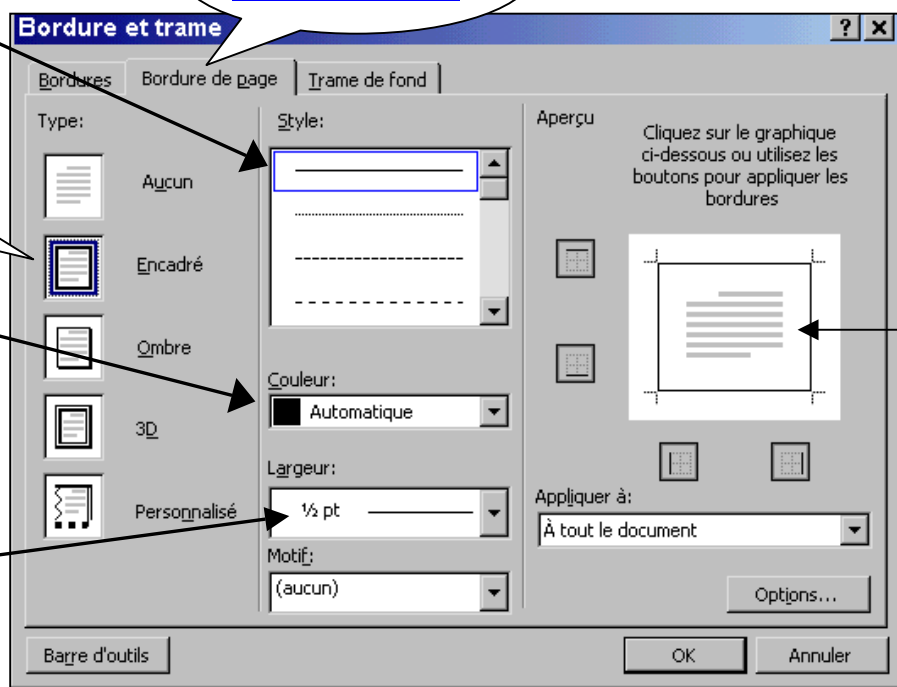 Bordure et trame
Bordures
Bordure de page
Trame de fond
Type:
Aucun
Encadré
Ombre
3D
Personnalisé
Style:
Couleur:
Automatique
Largeur:
½ pt
Motif:
(aucun)
Aperçu
Cliquez sur le graphique
ci-dessous ou utilisez les
boutons pour appliquer les
bordures
Appliquer à:
À tout le document
Options...
Barre d'outils
OK
Annuler